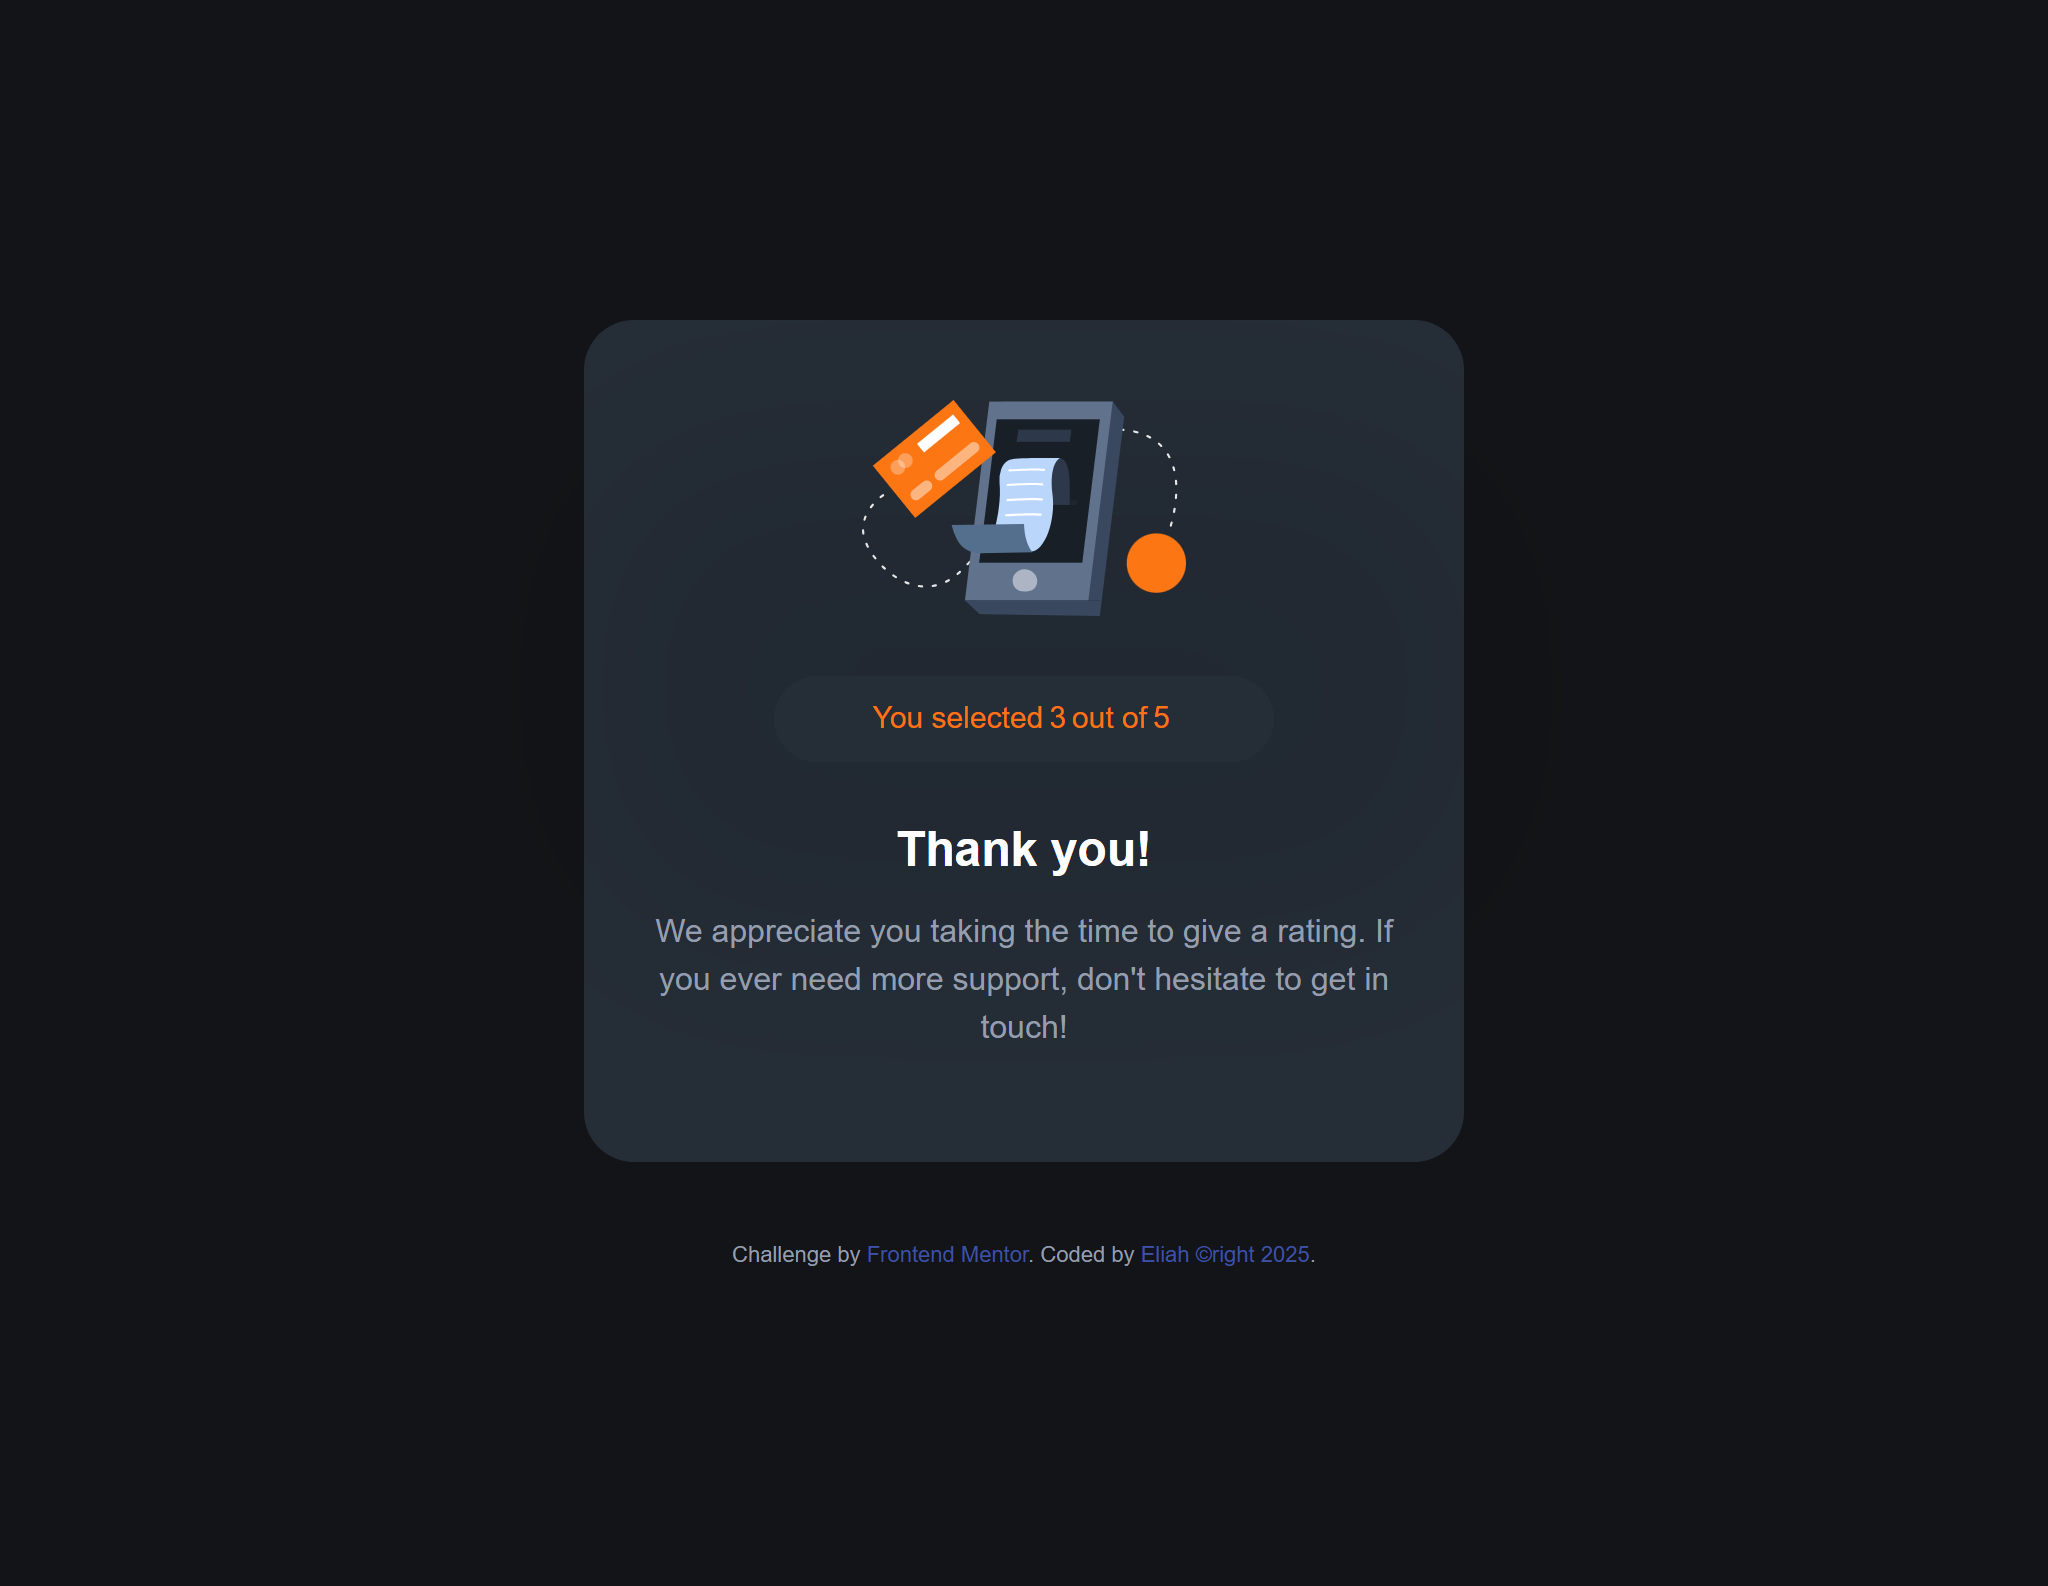 You selected 3 out of 5
Thank you!
We appreciate you taking the time to give a rating. If
you ever need more support, don't hesitate to get in
touch!
Challenge by Frontend Mentor. Coded by Eliah ©right 2025.